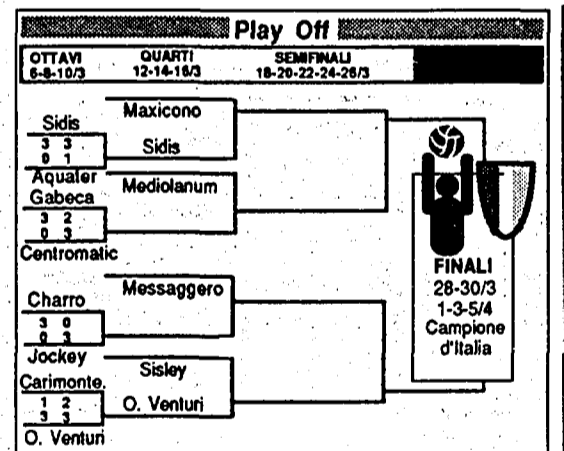 Play Off
OTTAVI
6-8-10/3
QUARTI
12-14-16/3
SEMIFINALI
18-20-22-24-26/3
Sidis
3 3
0 1
Aquater
Gabeca
3 2
0 3
Centromatic
Charro
3 0
0 3
Jockey
Carimonte.
1 2
3 3
O. Venturi
Maxicono
Sidis
Mediolanum
Messaggero
Sisley
O. Venturi
FINALI
28-30/3
1-3-5/4
Campione
d'Italia